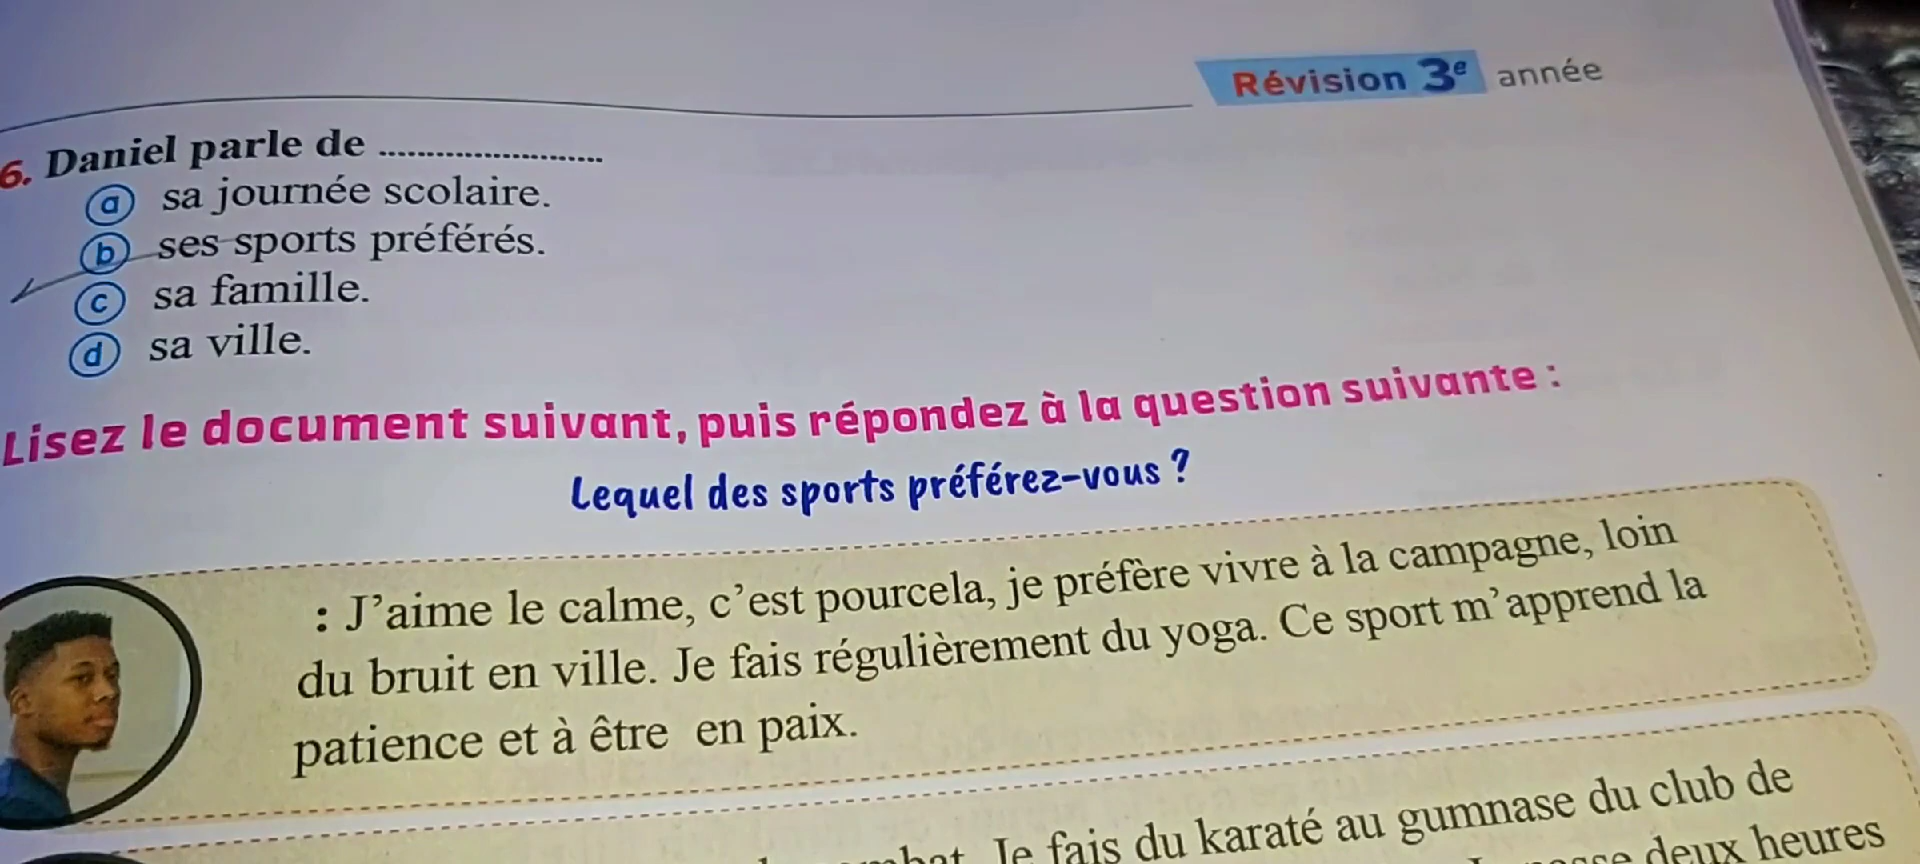 Révision 3e année
6. Daniel parle de ........................
a sa journée scolaire.
b ses sports préférés.
c sa famille.
d sa ville.
Lisez le document suivant, puis répondez à la question suivante :
Lequel des sports préférez-vous ?
: J'aime le calme, c'est pourcela, je préfère vivre à la campagne, loin
du bruit en ville. Je fais régulièrement du yoga. Ce sport m'apprend la
patience et à être en paix.
Je fais du karaté au gumnase du club de
deux heures